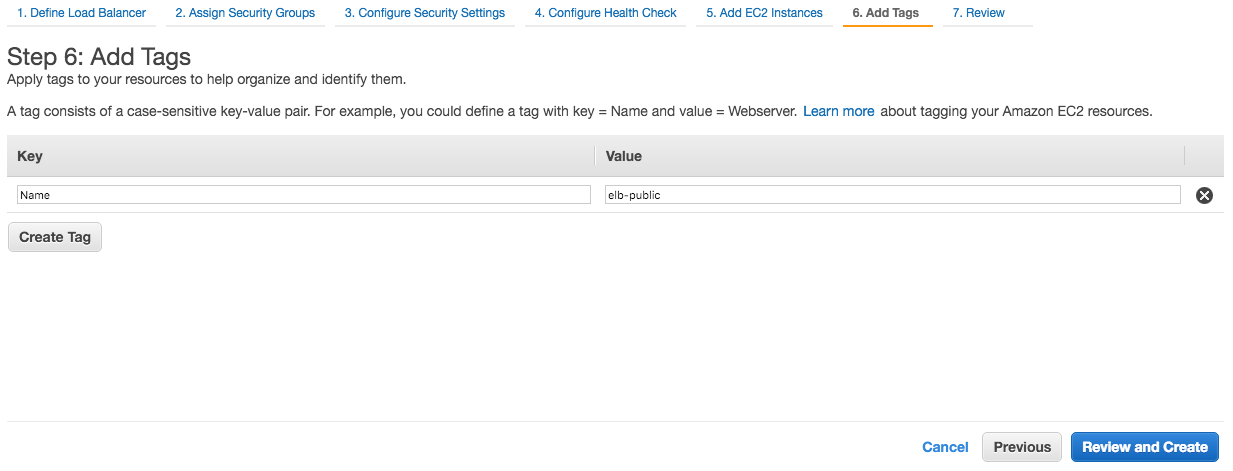 1. Define Load Balancer 2. Assign Security Groups 3. Configure Security Settings 4. Configure Health Check 5. Add EC2 Instances 6. Add Tags 7. Review
Step 6: Add Tags
Apply tags to your resources to help organize and identify them.
A tag consists of a case-sensitive key-value pair. For example, you could define a tag with key = Name and value = Webserver. Learn more about tagging your Amazon EC2 resources.
Key Value
Name elb-public
Create Tag
Cancel Previous Review and Create